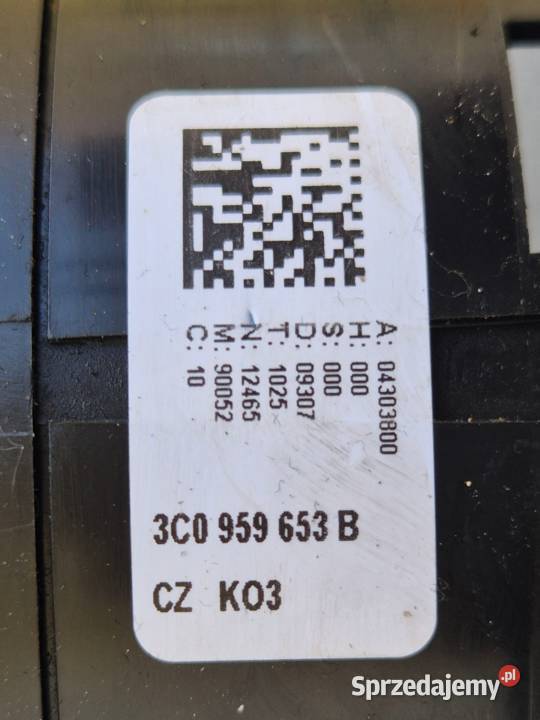 A: 04303800
H: 000
S: 000
D: 09307
T: 1025
N: 12465
M: 90052
C: 10
3C0 959 653 B
CZ KO3
Sprzedajemy.pl